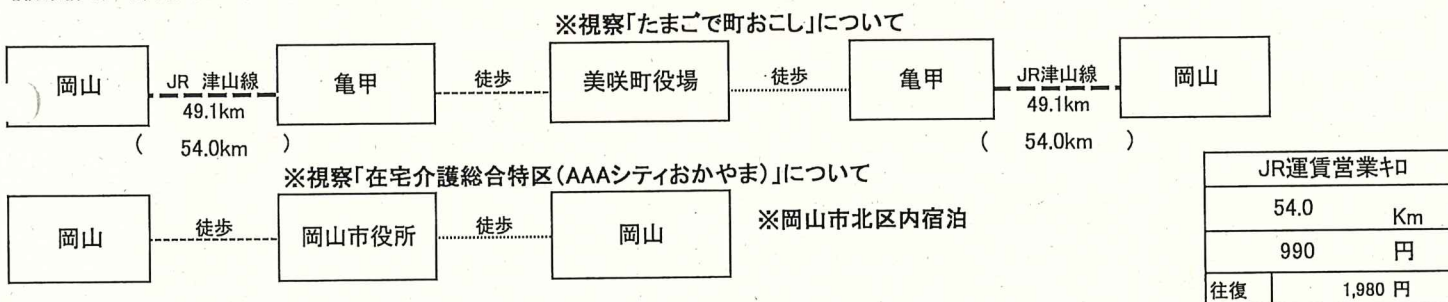 ※視察「たまごで町おこし」について
岡山 JR 津山線 亀甲 徒歩 美咲町役場 徒歩 亀甲 JR津山線 岡山
49.1km 49.1km
( 54.0km ) ( 54.0km )
※視察「在宅介護総合特区(AAAシティおかやま)」について
岡山 徒歩 岡山市役所 徒歩 岡山 ※岡山市北区内宿泊
JR運賃営業キロ
54.0 Km
990 円
往復 1,980 円